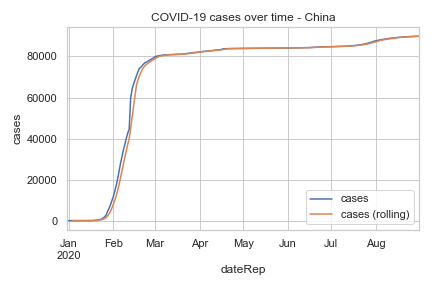 COVID-19 cases over time - China
80000
60000
40000
20000
0
cases
cases
cases (rolling)
Jan Feb Mar Apr May Jun Jul Aug
2020
dateRep